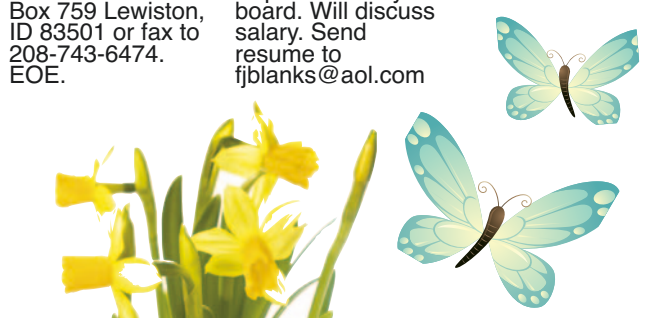 Box 759 Lewiston,
ID 83501 or fax to
208-743-6474.
EOE.
board. Will discuss
salary. Send
resume to
fjblanks@aol.com